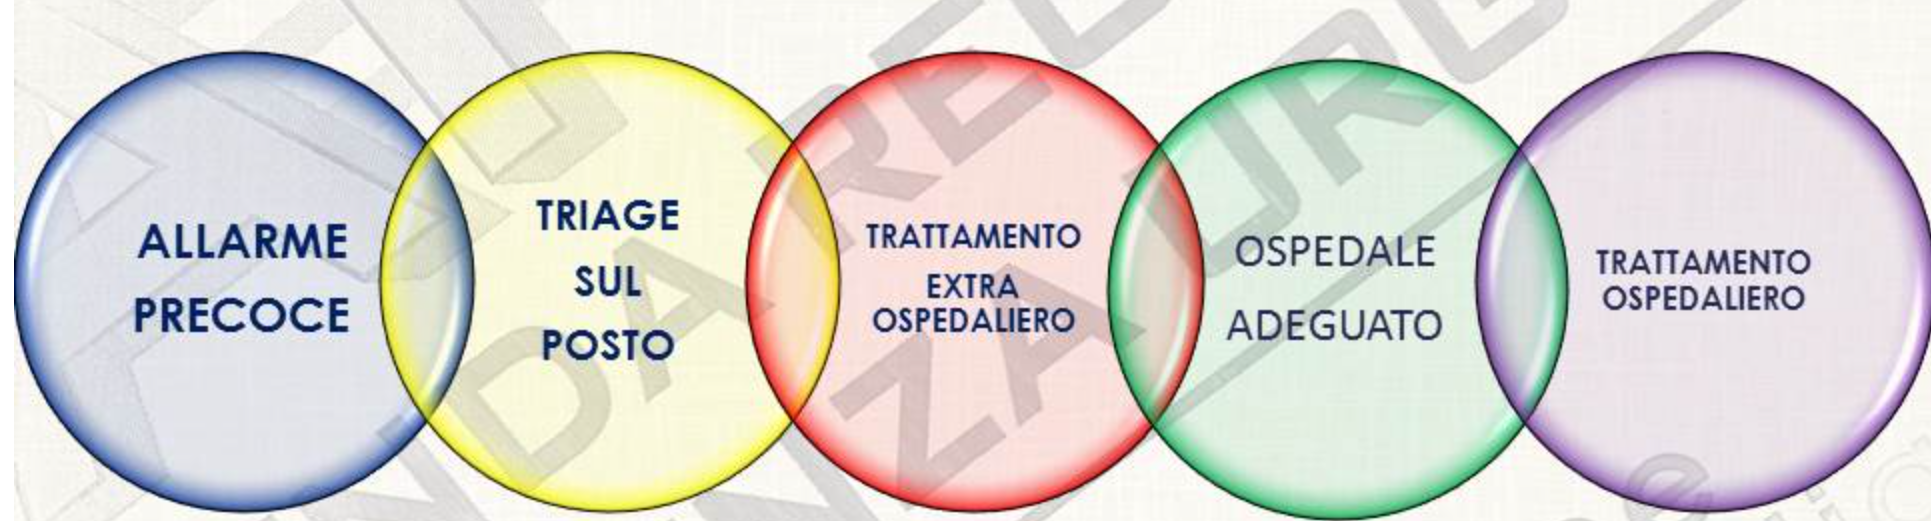 ALLARME
PRECOCE
TRIAGE
SUL
POSTO
TRATTAMENTO
EXTRA
OSPEDALIERO
OSPEDALE
ADEGUATO
TRATTAMENTO
OSPEDALIERO